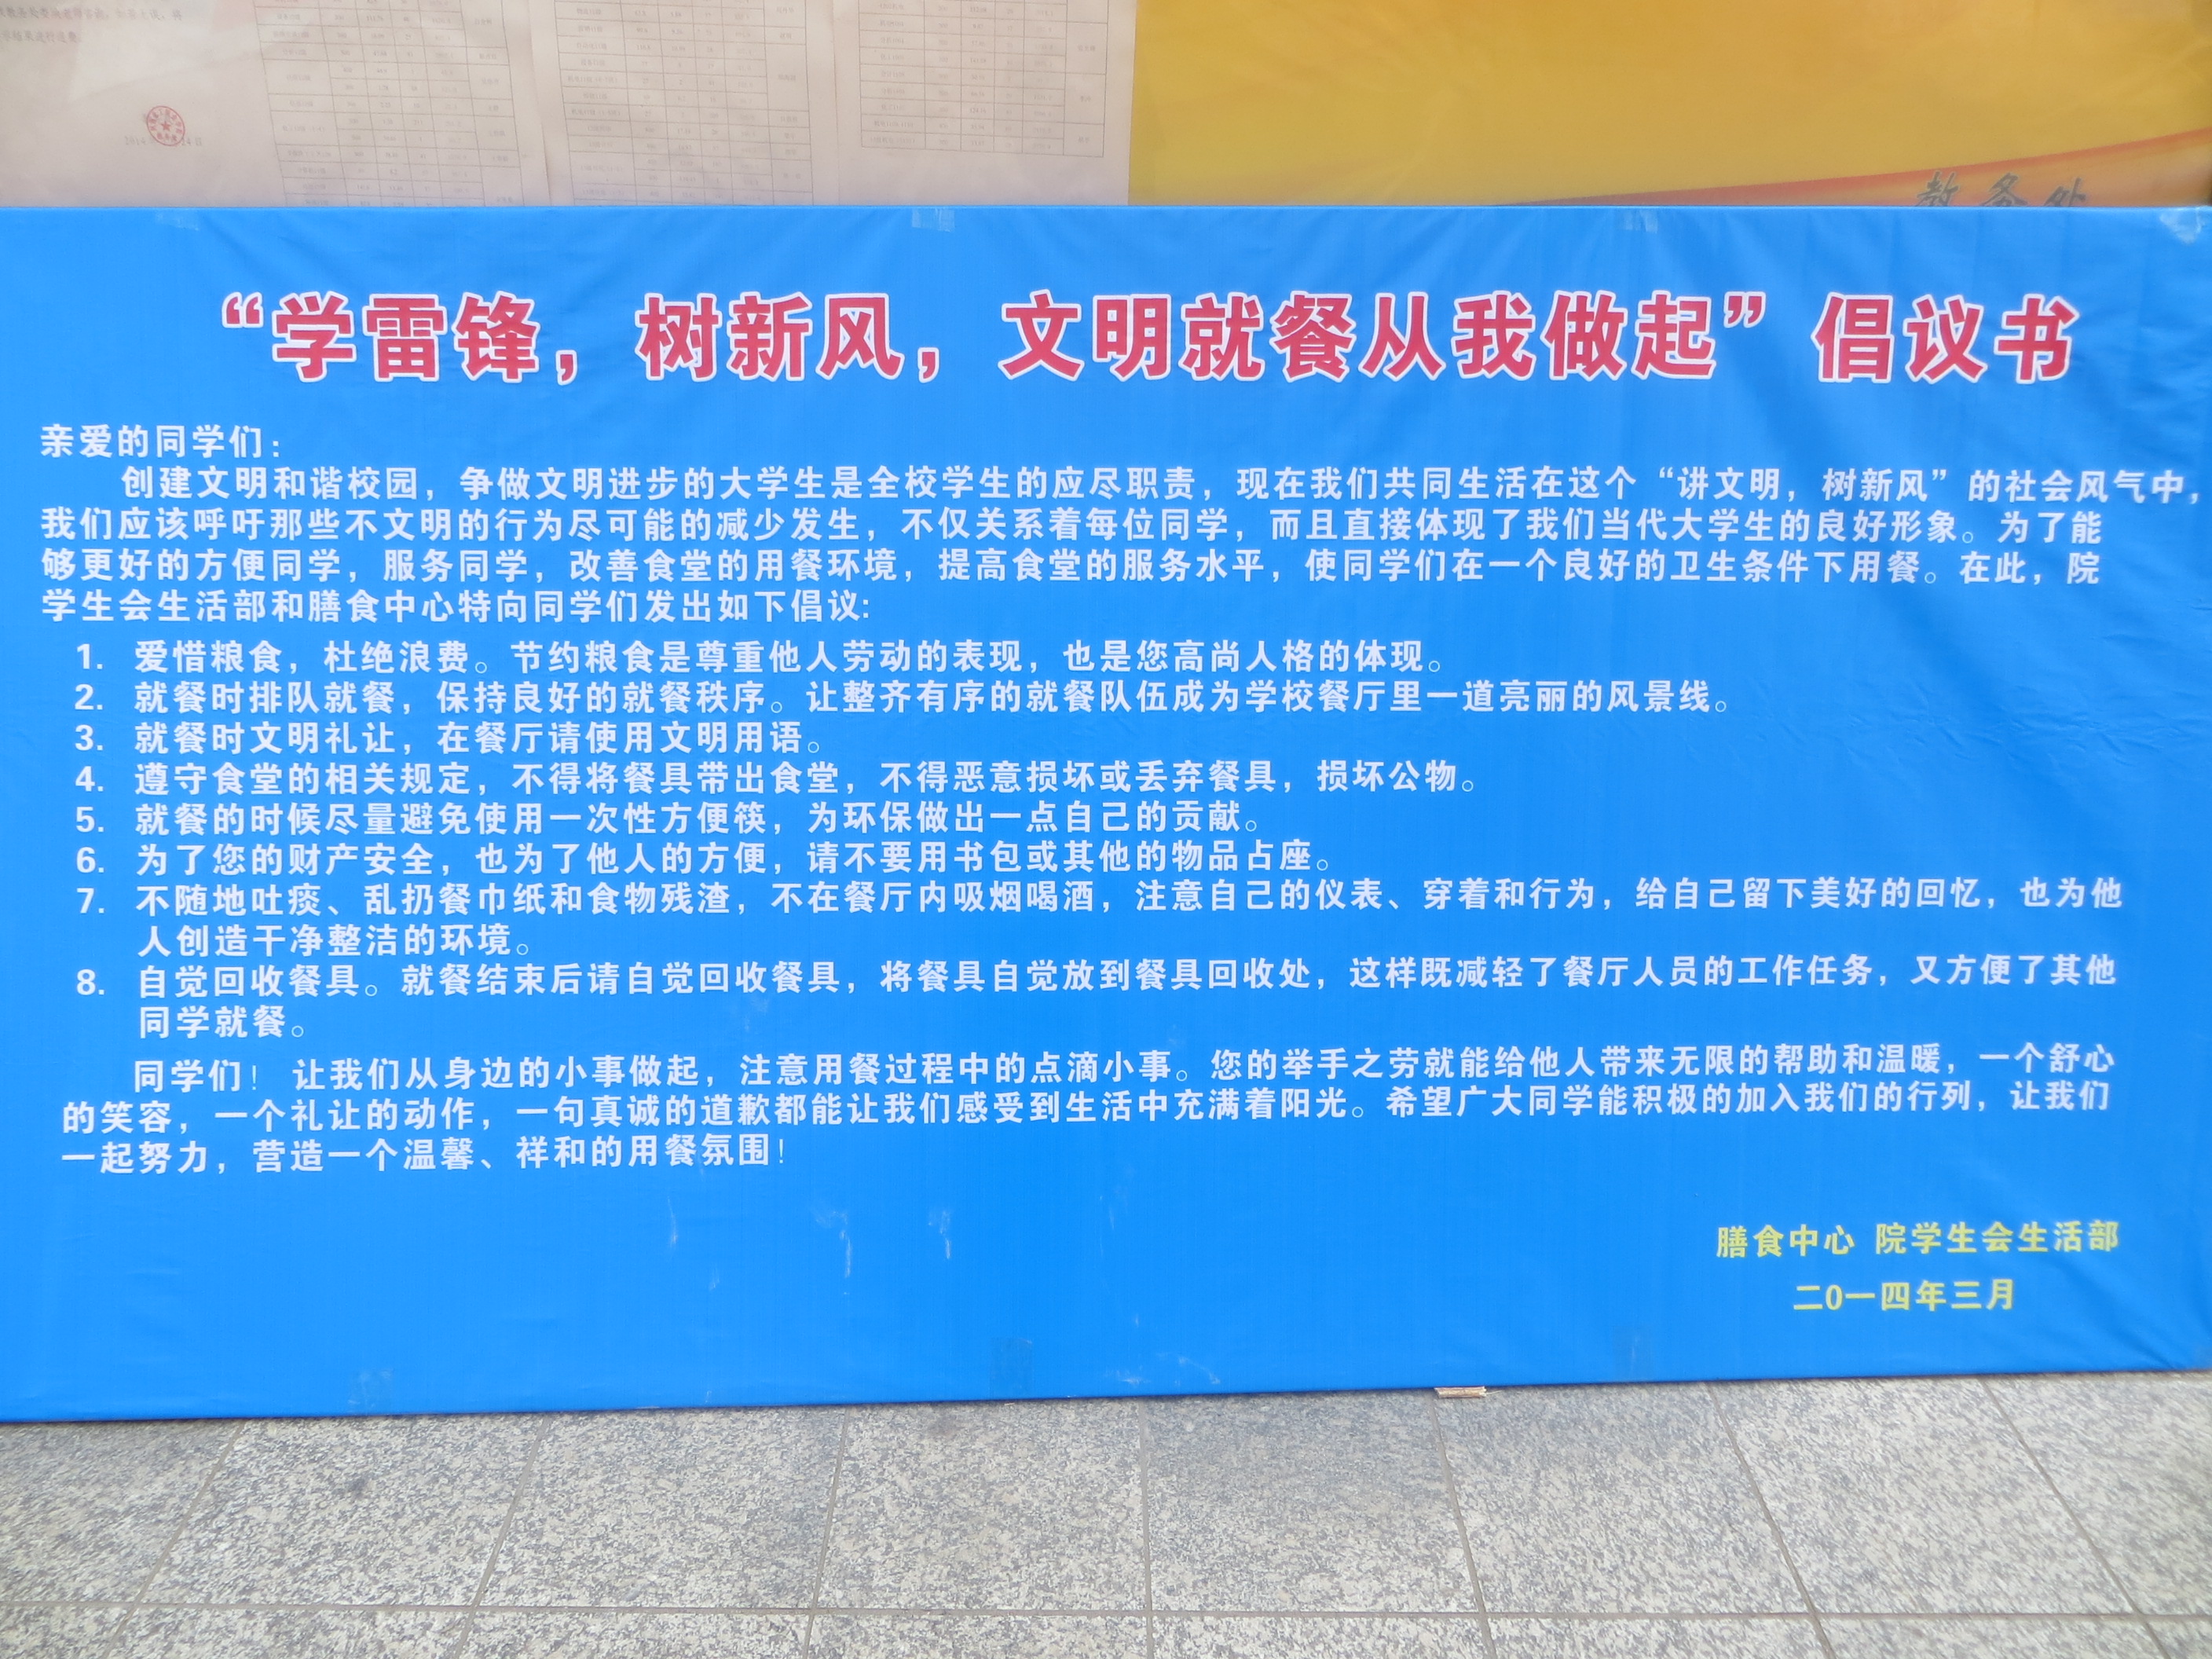 教务处
“学雷锋，树新风，文明就餐从我做起”倡议书
亲爱的同学们：
创建文明和谐校园，争做文明进步的大学生是全校学生的应尽职责，现在我们共同生活在这个“讲文明，树新风”的社会风气中，
我们应该呼吁那些不文明的行为尽可能的减少发生，不仅关系着每位同学，而且直接体现了我们当代大学生的良好形象。为了能
够更好的方便同学，服务同学，改善食堂的用餐环境，提高食堂的服务水平，使同学们在一个良好的卫生条件下用餐。在此，院
学生会生活部和膳食中心特向同学们发出如下倡议：
1. 爱惜粮食，杜绝浪费。节约粮食是尊重他人劳动的表现，也是您高尚人格的体现。
2. 就餐时排队就餐，保持良好的就餐秩序。让整齐有序的就餐队伍成为学校餐厅里一道亮丽的风景线。
3. 就餐时文明礼让，在餐厅请使用文明用语。
4. 遵守食堂的相关规定，不得将餐具带出食堂，不得恶意损坏或丢弃餐具，损坏公物。
5. 就餐的时候尽量避免使用一次性方便筷，为环保做出一点自己的贡献。
6. 为了您的财产安全，也为了他人的方便，请不要用书包或其他的物品占座。
7. 不随地吐痰、乱扔餐巾纸和食物残渣，不在餐厅内吸烟喝酒，注意自己的仪表、穿着和行为，给自己留下美好的回忆，也为他
人创造干净整洁的环境。
8. 自觉回收餐具。就餐结束后请自觉回收餐具，将餐具自觉放到餐具回收处，这样既减轻了餐厅人员的工作任务，又方便了其他
同学就餐。
同学们！让我们从身边的小事做起，注意用餐过程中的点滴小事。您的举手之劳就能给他人带来无限的帮助和温暖，一个舒心
的笑容，一个礼让的动作，一句真诚的道歉都能让我们感受到生活中充满着阳光。希望广大同学能积极的加入我们的行列，让我们
一起努力，营造一个温馨、祥和的用餐氛围！
膳食中心 院学生会生活部
二0一四年三月